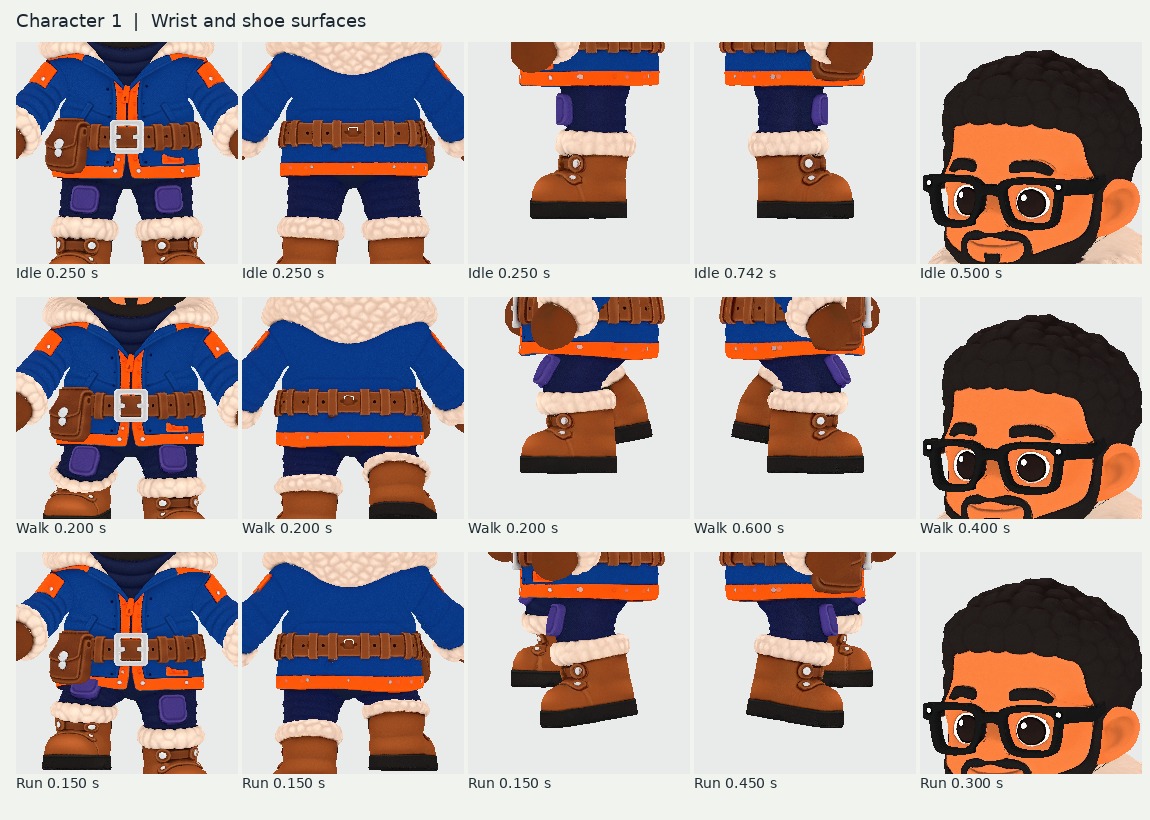 Character 1 | Wrist and shoe surfaces
Idle 0.250 s
Idle 0.250 s
Idle 0.250 s
Idle 0.742 s
Idle 0.500 s
Walk 0.200 s
Walk 0.200 s
Walk 0.200 s
Walk 0.600 s
Walk 0.400 s
Run 0.150 s
Run 0.150 s
Run 0.150 s
Run 0.450 s
Run 0.300 s